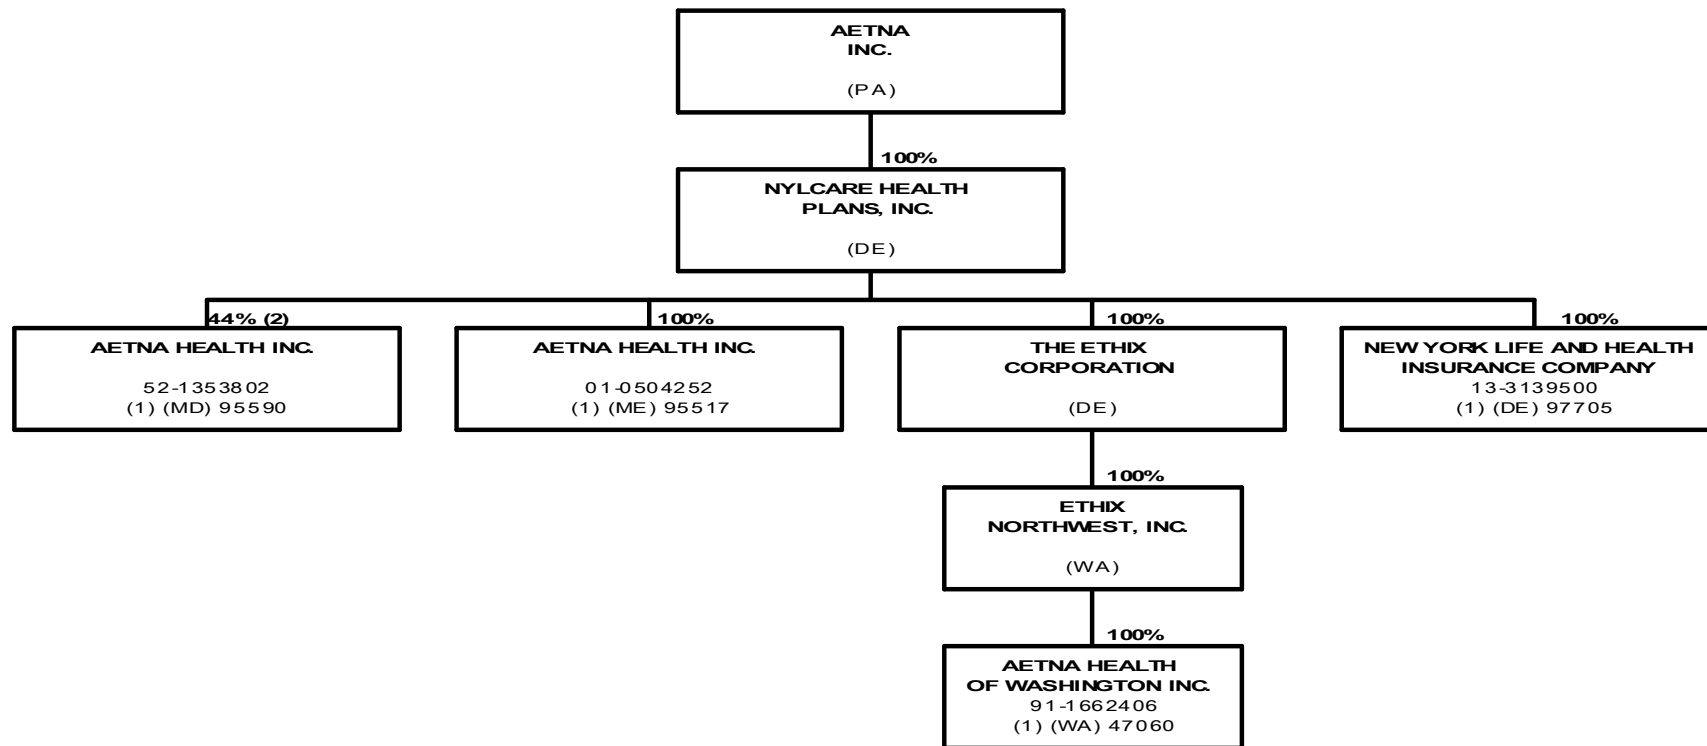 AETNA
INC.
(PA)
100%
NYLCARE HEALTH
PLANS, INC.
(DE)
44% (2)
100%
100%
100%
AETNA HEALTH INC.
52-1353802
(1) (MD) 95590
AETNA HEALTH INC.
01-0504252
(1) (ME) 95517
THE ETHIX
CORPORATION
(DE)
NEW YORK LIFE AND HEALTH
INSURANCE COMPANY
13-3139500
(1) (DE) 97705
100%
ETHIX
NORTHWEST, INC.
(WA)
100%
AETNA HEALTH
OF WASHINGTON INC.
91-1662406
(1) (WA) 47060